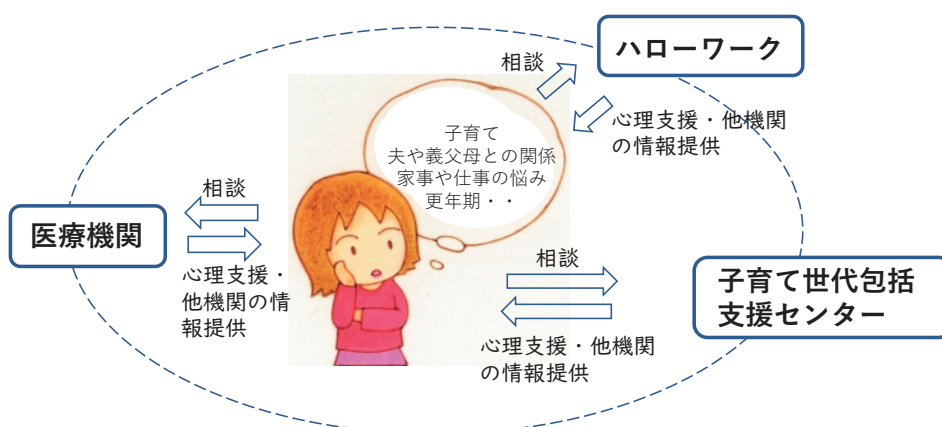 ハローワーク
相談
心理支援・他機関
の情報提供
子育て
夫や義父母との関係
家事や仕事の悩み
更年期・・
相談
医療機関
心理支援・
他機関の情
報提供
相談
子育て世代包括
支援センター
心理支援・他機関
の情報提供